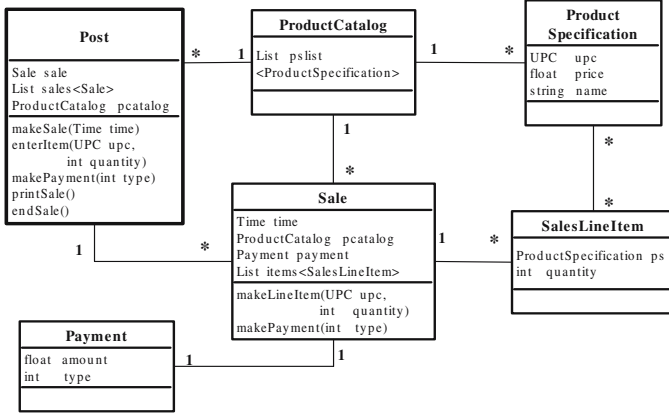 Post
Sale sale
List sales<Sale>
ProductCatalog pcatalog
makeSale(Time time)
enterItem(UPC upc,
int quantity)
makePayment(int type)
printSale()
endSale()
*
1
ProductCatalog
List pslist
<ProductSpecification>
1
*
Product
Specification
UPC upc
float price
string name
1
*
*
*
Sale
Time time
ProductCatalog pcatalog
Payment payment
List items<SalesLineItem>
makeLineItem(UPC upc,
int quantity)
makePayment(int type)
1
*
1
*
SalesLineItem
ProductSpecification ps
int quantity
Payment
float amount
int type
1
1